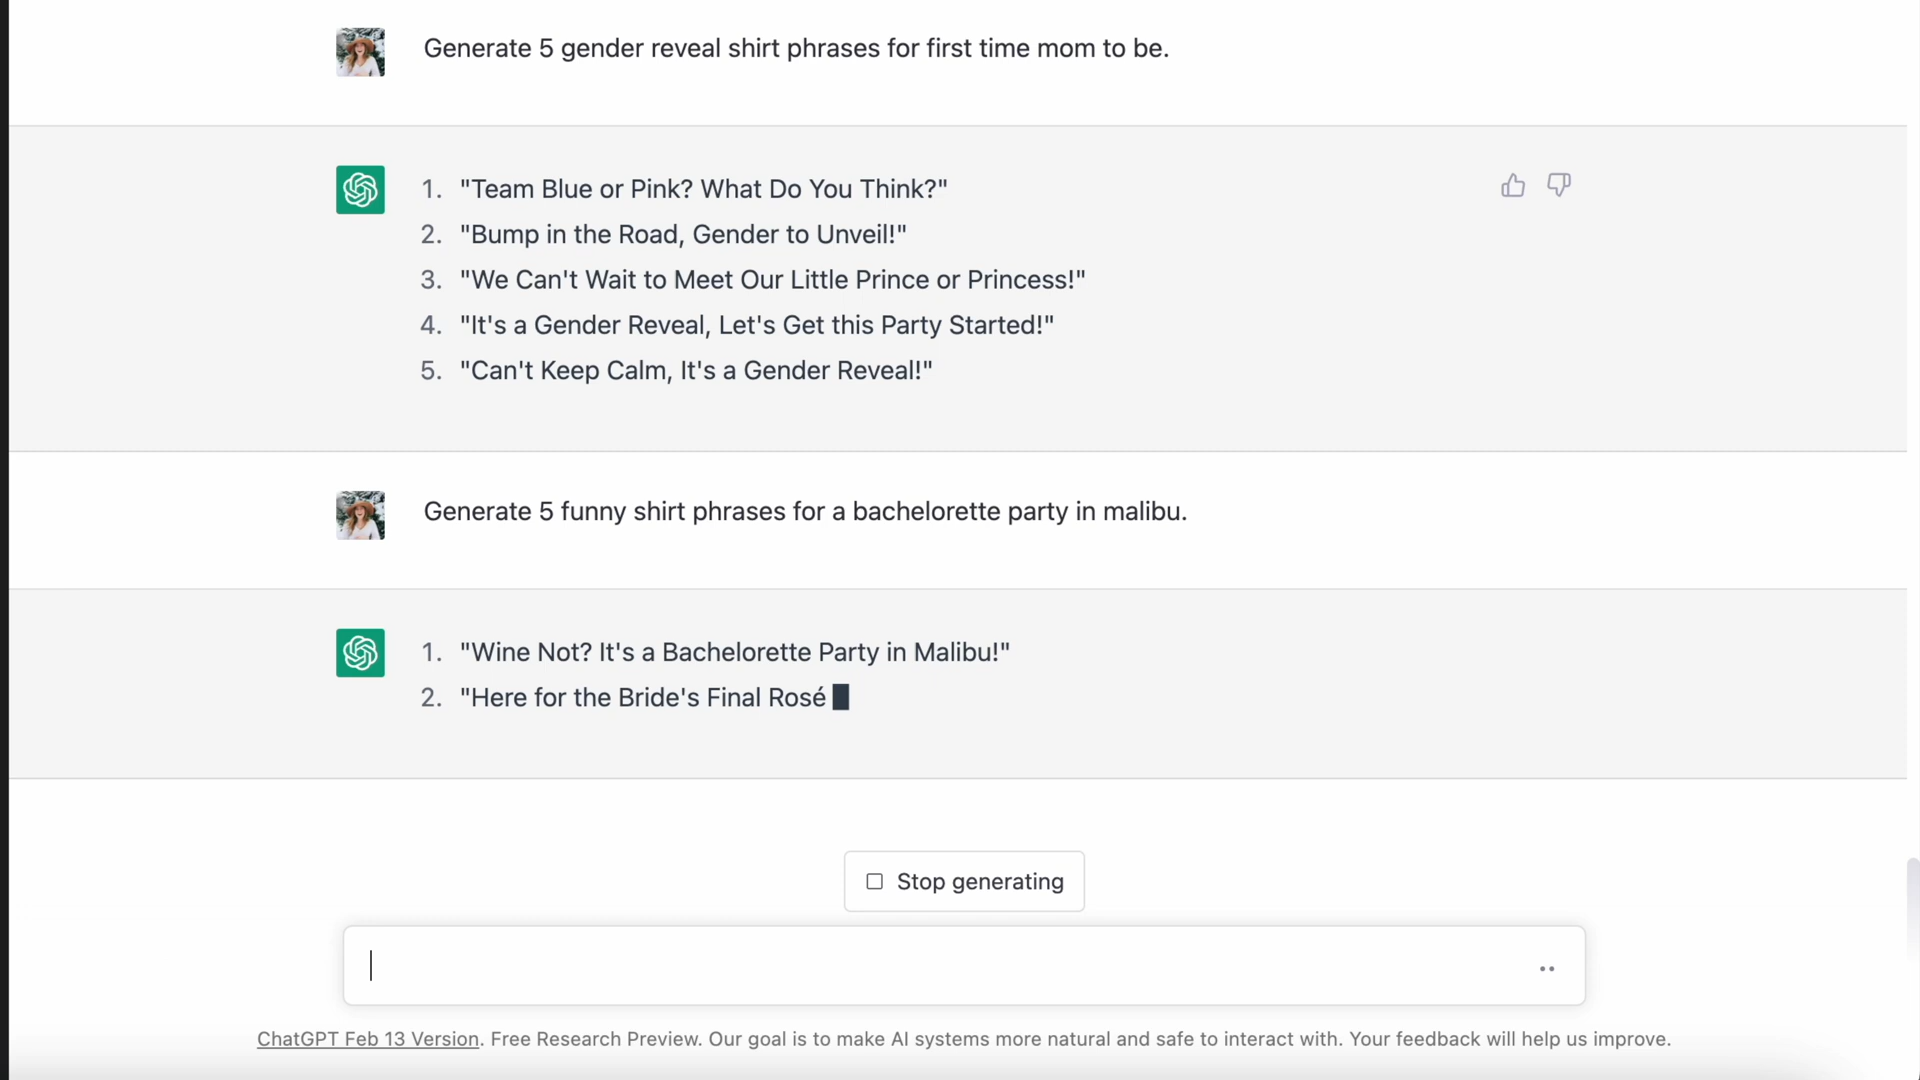 Generate 5 gender reveal shirt phrases for first time mom to be.
1. "Team Blue or Pink? What Do You Think?"
2. "Bump in the Road, Gender to Unveil!"
3. "We Can't Wait to Meet Our Little Prince or Princess!"
4. "It's a Gender Reveal, Let's Get this Party Started!"
5. "Can't Keep Calm, It's a Gender Reveal!"
Generate 5 funny shirt phrases for a bachelorette party in malibu.
1. "Wine Not? It's a Bachelorette Party in Malibu!"
2. "Here for the Bride's Final Rosé
Stop generating
ChatGPT Feb 13 Version. Free Research Preview. Our goal is to make AI systems more natural and safe to interact with. Your feedback will help us improve.